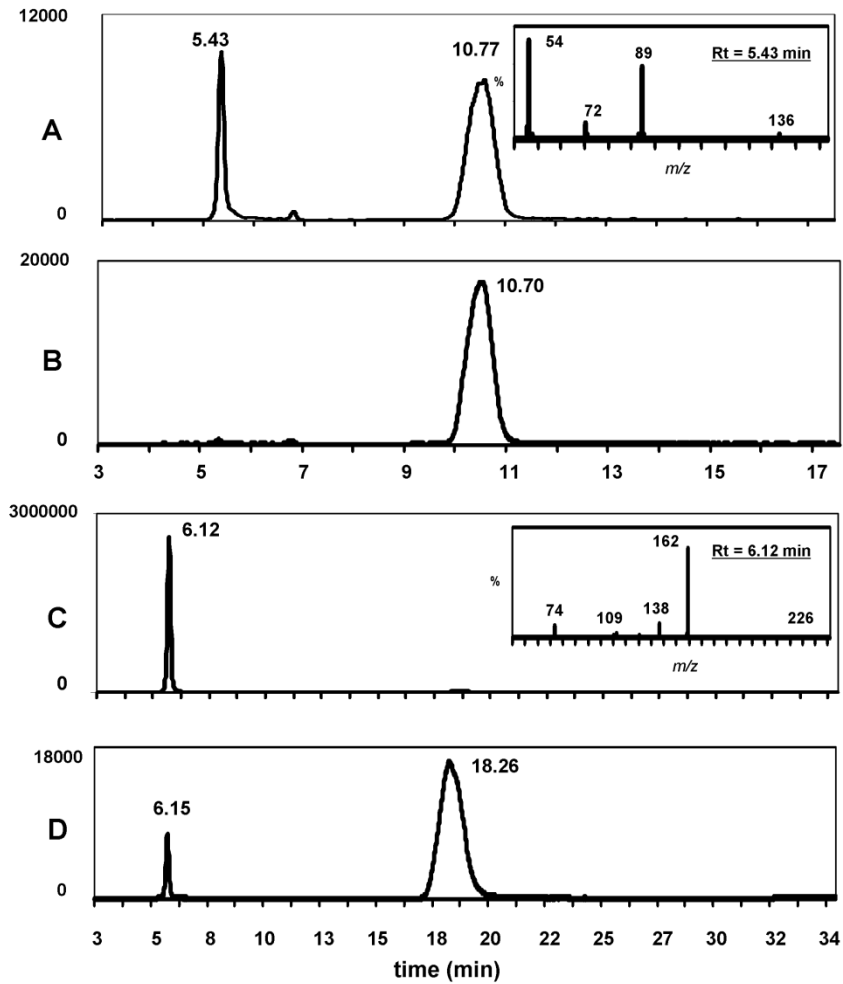 12000
5.43
10.77
A
0
%
54
89
Rt = 5.43 min
72
136
m/z
20000
10.70
B
0
3 5 7 9 11 13 15 17
3000000
6.12
C
0
162
Rt = 6.12 min
%
74
109
138
226
m/z
18000
18.26
6.15
D
0
3 5 8 10 13 15 18 20 22 25 27 30 32 34
time (min)